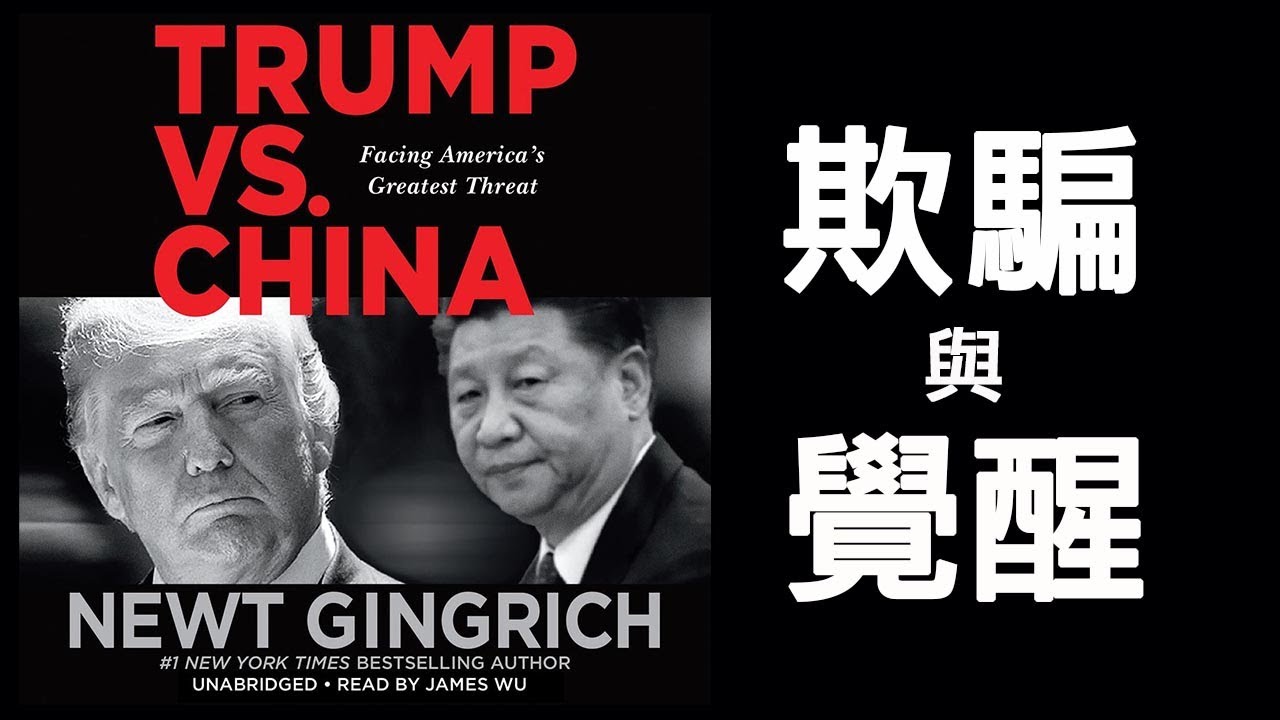 TRUMP
VS.
CHINA
Facing America's
Greatest Threat
NEWT GINGRICH
#1 NEW YORK TIMES BESTSELLING AUTHOR
UNABRIDGED • READ BY JAMES WU
欺騙
與
覺醒